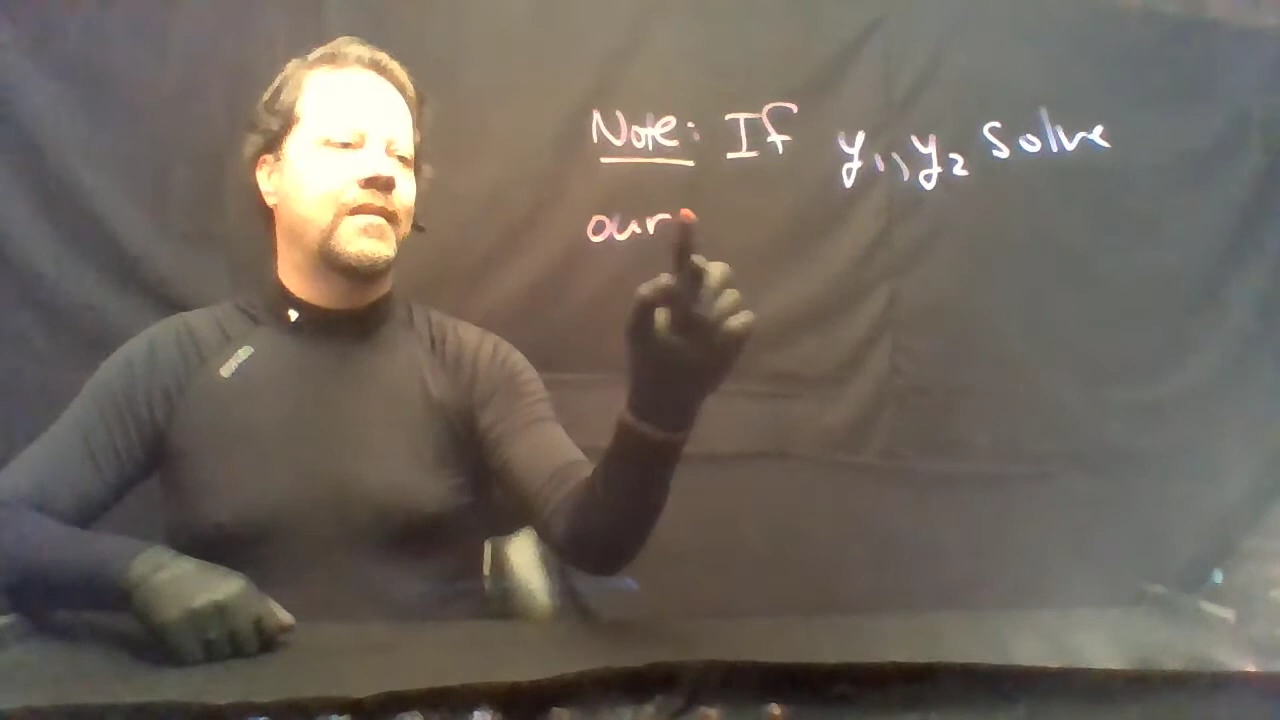 Note: If y₁, y₂ solve
our